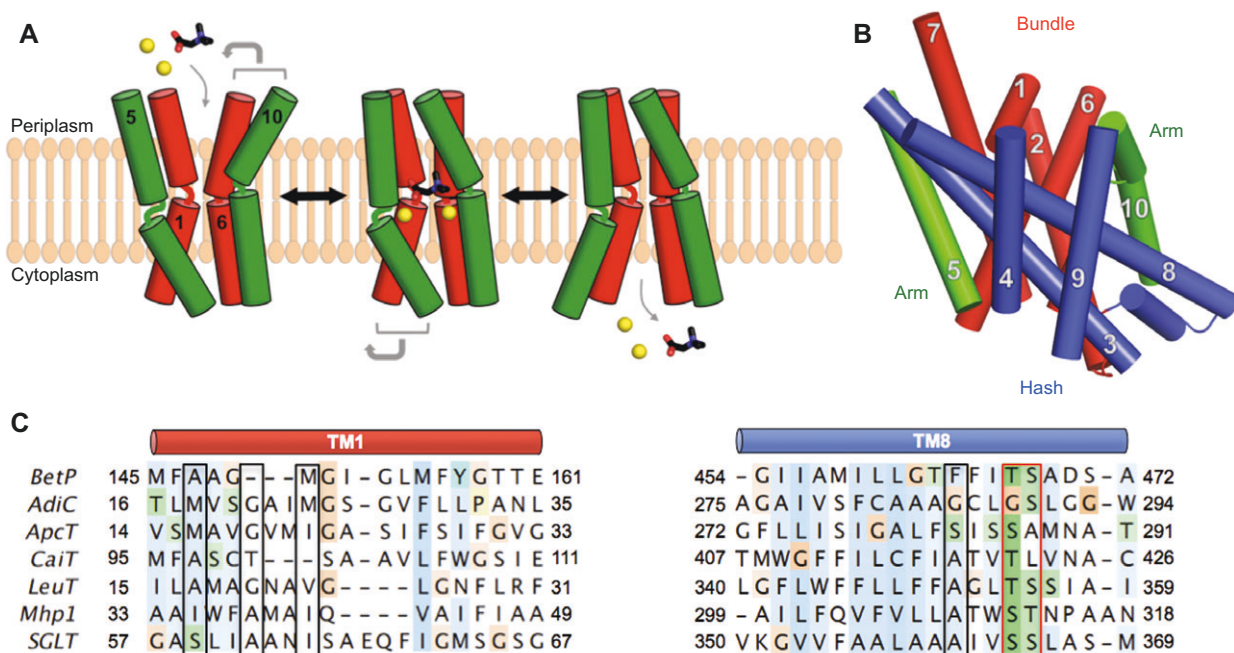 A
B
5
10
1
6
Periplasm
Cytoplasm
Bundle
7
1
6
2
Arm
10
5
4
9
8
3
Arm
Hash
C
TM1
TM8
BetP 145 M F A A G - - - M G I - G L M F Y G T T E 161 454 - G I I A M I L L G T F F I T S A D S - A 472
AdiC 16 T L M V S G A I M G S - G V F L L P A N L 35 275 A G A I V S F C A A A G C L G S L G G - W 294
ApcT 14 V S M A V G V M I G A - S I F S I F G V G 33 272 G F L L I S I G A L F S I S S A M N A - T 291
CaiT 95 M F A S C T - - - S A - A V L F W G S I E 111 407 T M W G F F I L C F I A T V T L V N A - C 426
LeuT 15 I L A M A G N A V G - - - - L G N F L R F 31 340 L G F L W F F L L F F A G L T S S I A - I 359
Mhp1 33 A A I W F A M A I Q - - - - V A I F I A A 49 299 - A I L F Q V F V L L A T W S T N P A A N 318
SGLT 57 G A S L I A A N I S A E Q F I G M S G S G 67 350 V K G V V F A A L A A A I V S S L A S - M 369